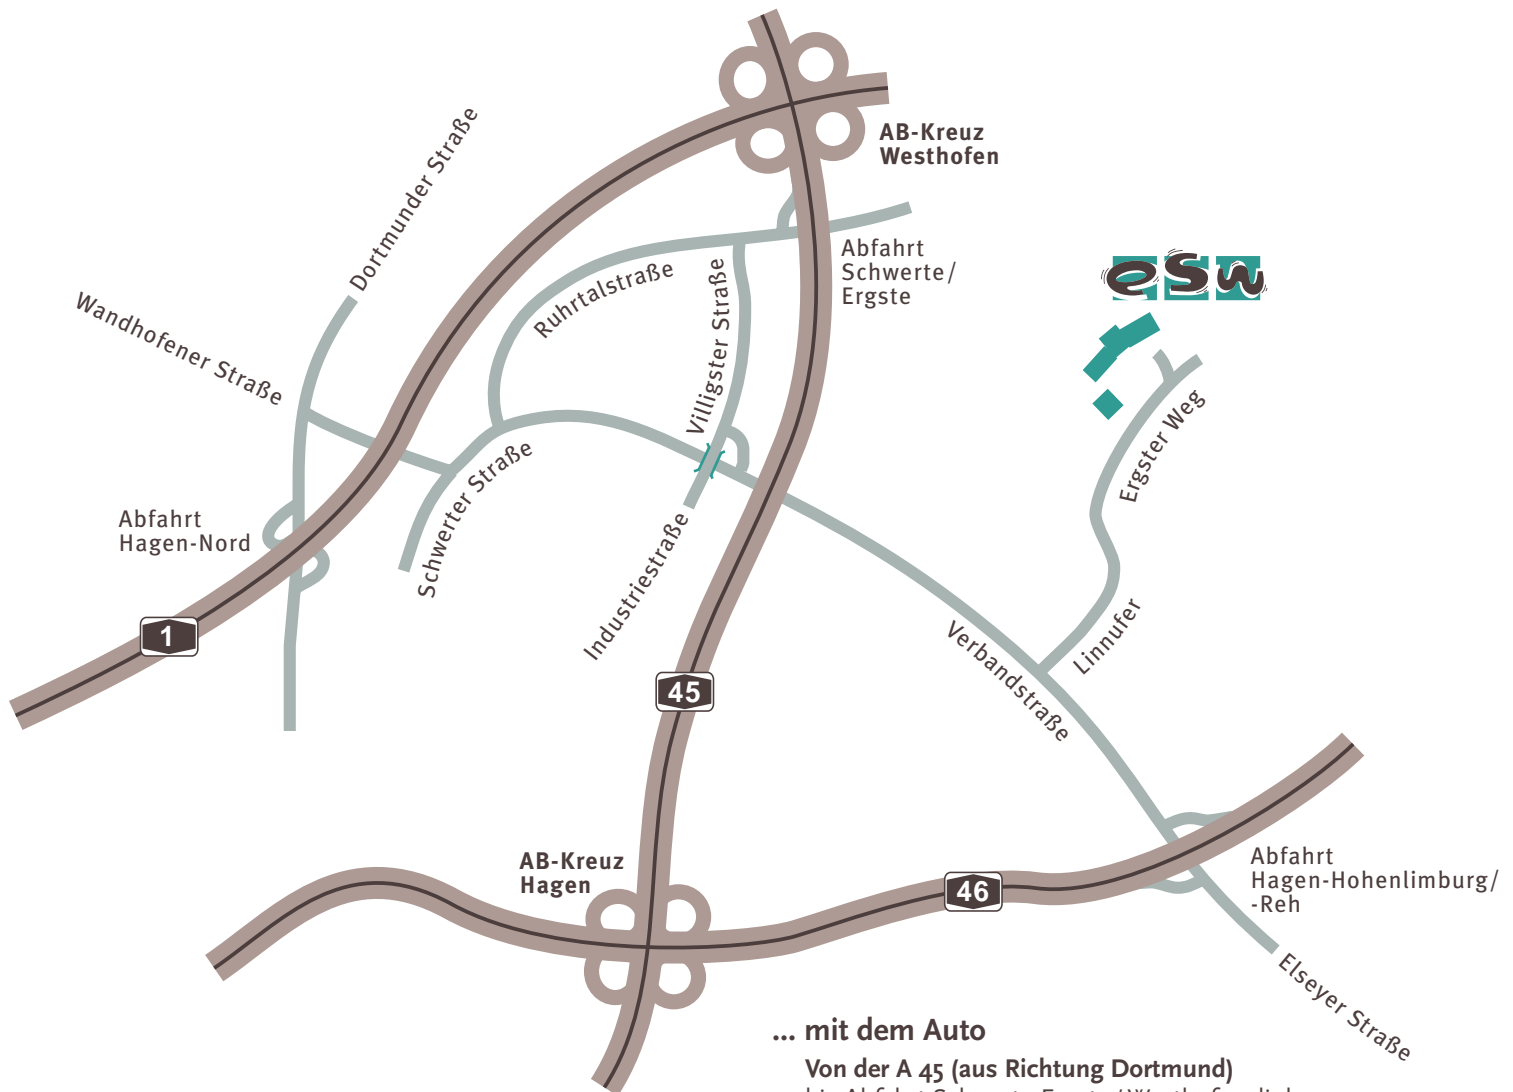 AB-Kreuz
Westhofen
Dortmunder Straße
Wandhofener Straße
Ruhrtalstraße
Villigster Straße
Abfahrt
Schwerte/
Ergste
esw
Ergster Weg
Schwerter Straße
Abfahrt
Hagen-Nord
Industriestraße
1
45
Linnufer
Verbandstraße
AB-Kreuz
Hagen
46
Abfahrt
Hagen-Hohenlimburg/
-Reh
Elseyer Straße
... mit dem Auto
Von der A 45 (aus Richtung Dortmund)